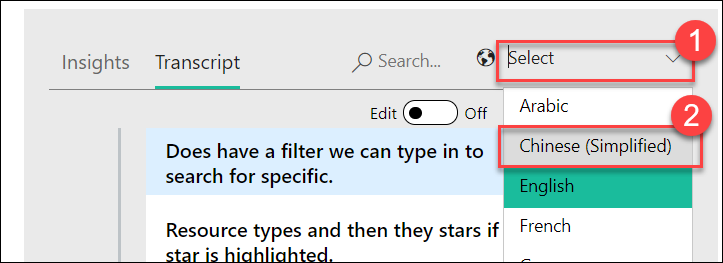 Insights Transcript Search... Select 1
Edit Off
Arabic
2
Chinese (Simplified)
English
French
Does have a filter we can type in to
search for specific.
Resource types and then they stars if
star is highlighted.